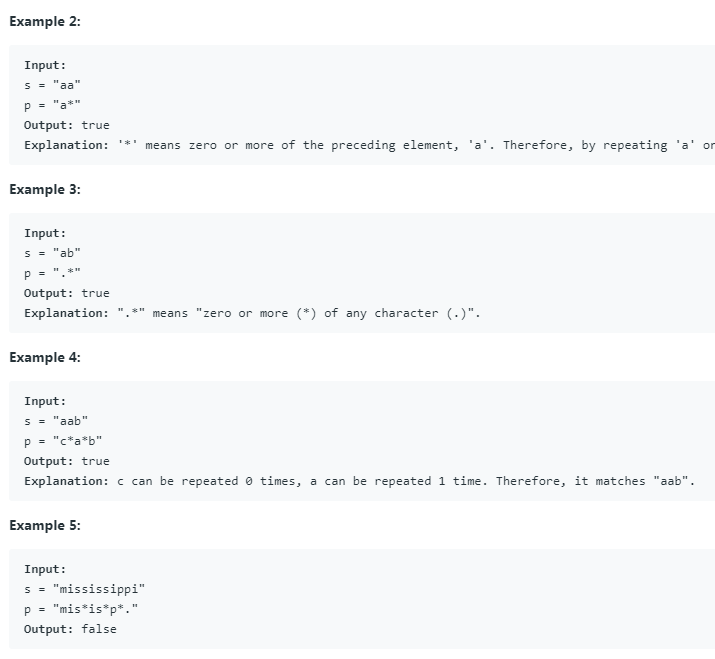 Example 2:
Input:
s = "aa"
p = "a*"
Output: true
Explanation: '*' means zero or more of the preceding element, 'a'. Therefore, by repeating 'a' or
Example 3:
Input:
s = "ab"
p = ".*"
Output: true
Explanation: ".*" means "zero or more (*) of any character (.)".
Example 4:
Input:
s = "aab"
p = "c*a*b"
Output: true
Explanation: c can be repeated 0 times, a can be repeated 1 time. Therefore, it matches "aab".
Example 5:
Input:
s = "mississippi"
p = "mis*is*p*."
Output: false